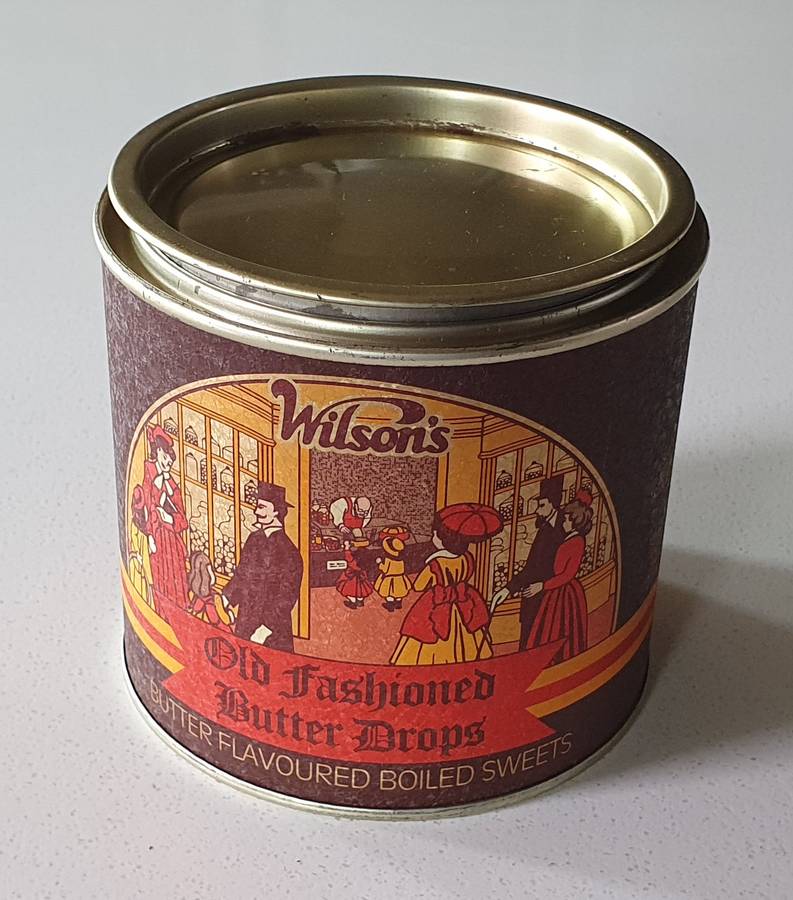 Wilson's
Old Fashioned
Butter Drops
BUTTER FLAVOURED BOILED SWEETS